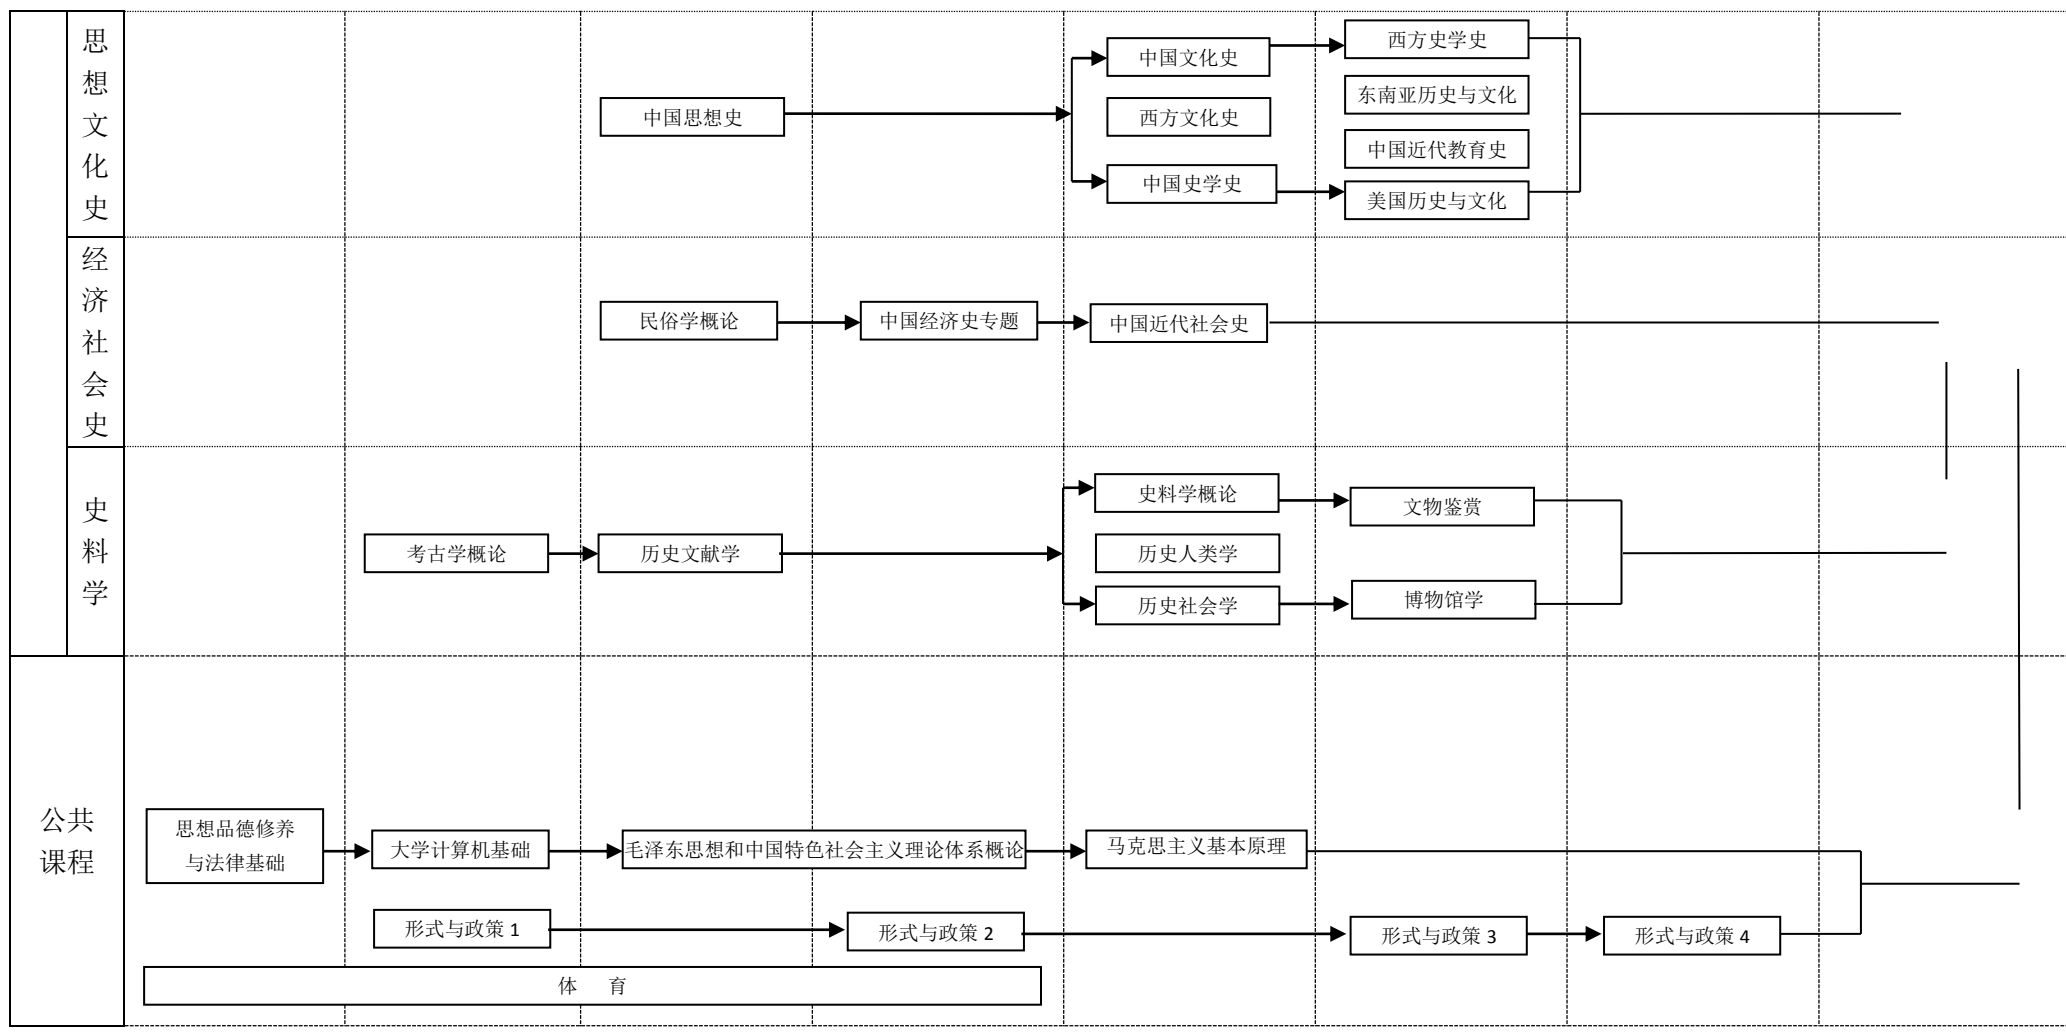 思想文化史
中国思想史
中国文化史
西方文化史
中国史学史
西方史学史
东南亚历史与文化
中国近代教育史
美国历史与文化
经济社会史
民俗学概论
中国经济史专题
中国近代社会史
史料学
考古学概论
历史文献学
史料学概论
历史人类学
历史社会学
文物鉴赏
博物馆学
公共
课程
思想品德修养
与法律基础
大学计算机基础
毛泽东思想和中国特色社会主义理论体系概论
马克思主义基本原理
形式与政策 1
形式与政策 2
形式与政策 3
形式与政策 4
体 育